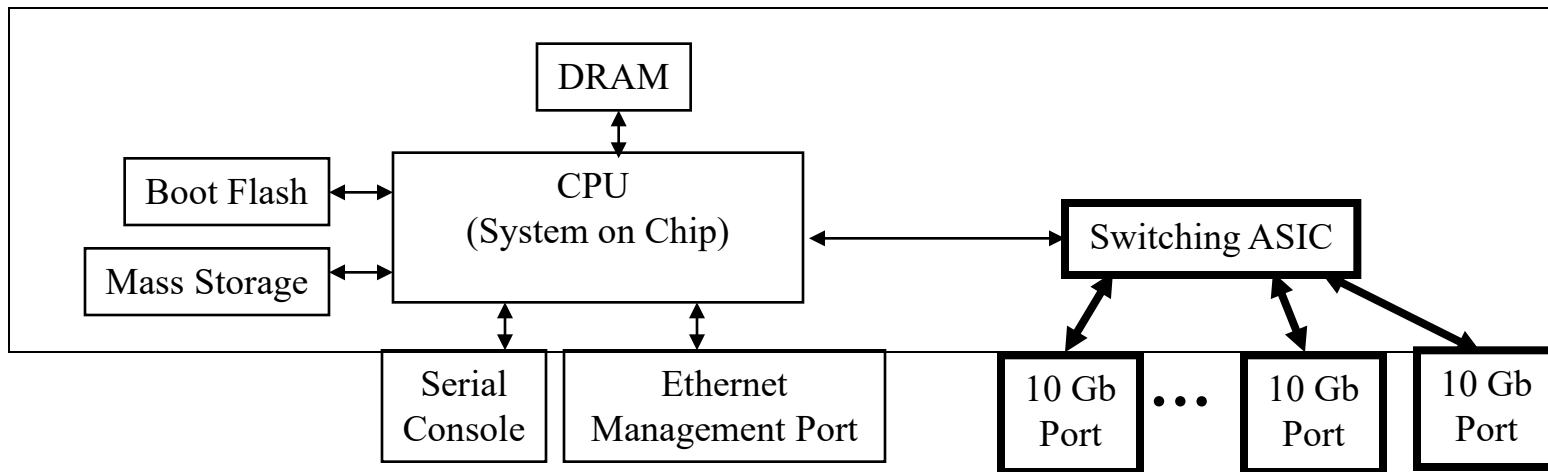 DRAM
CPU
(System on Chip)
Boot Flash
Mass Storage
Switching ASIC
Serial
Console
Ethernet
Management Port
10 Gb
Port
...
10 Gb
Port
10 Gb
Port